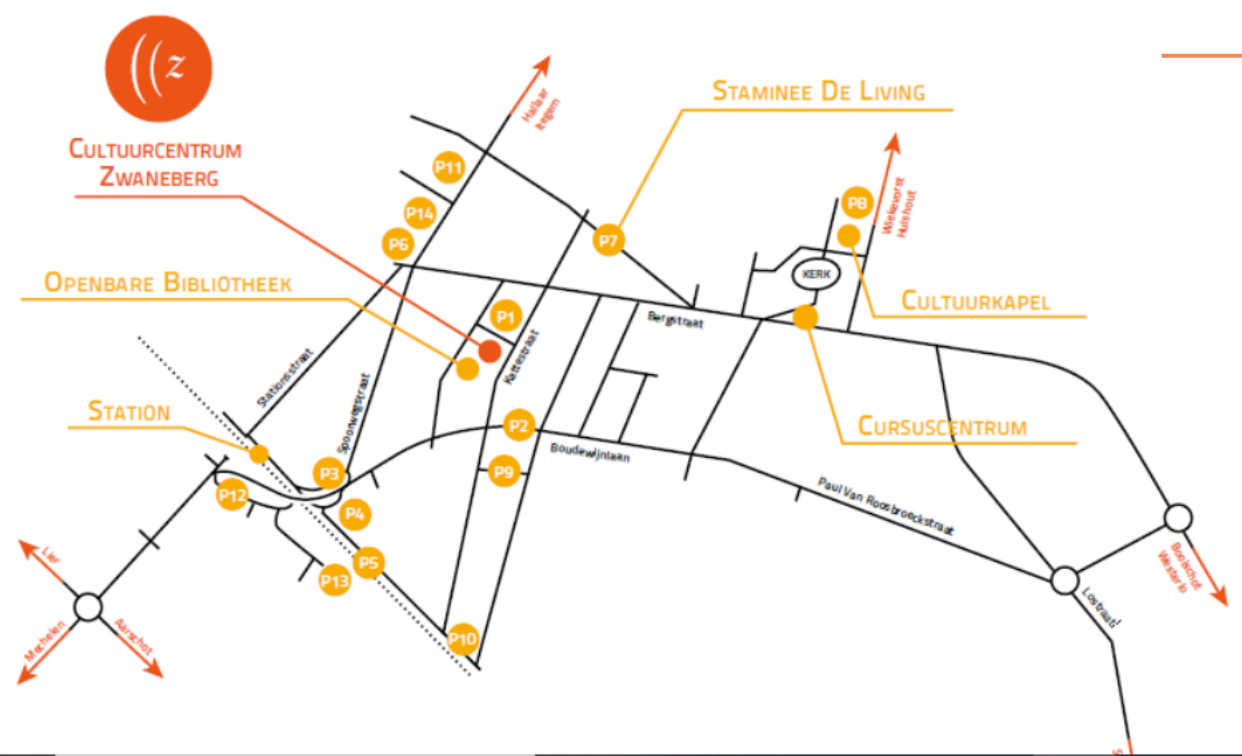 z
CULTUURCENTRUM
ZWANEBERG
Hallaar
Itegem
STAMINEE DE LIVING
P11
P14
P6
P7
P8
Wiekevorst
Hulshout
KERK
OPENBARE BIBLIOTHEEK
CULTUURKAPEL
P1
Bergstraat
Kattestraat
Stationsstraat
Spoorwegstraat
STATION
CURSUSCENTRUM
P2
Boudewijnlaan
P3
P9
P12
P4
Paul Van Roosbroeckstraat
P5
P13
Lier
Booischot
Westerlo
Lostraat
Mechelen
Aarschot
P10